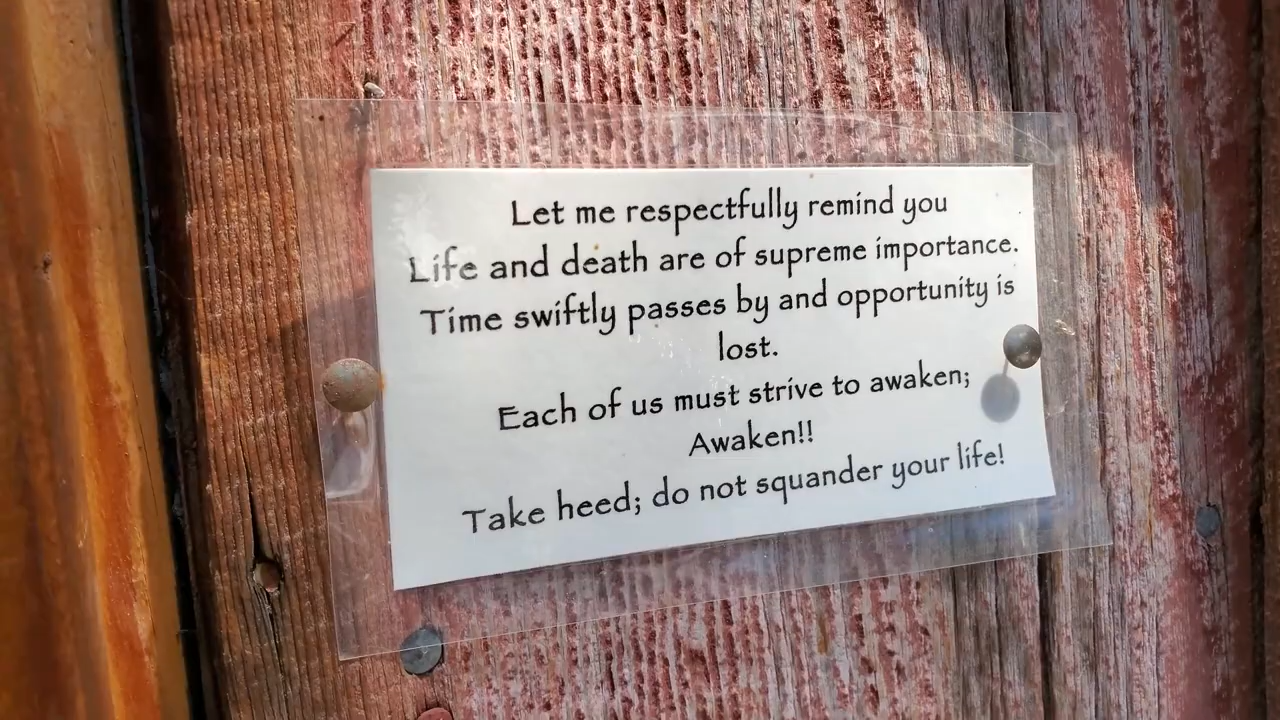 Let me respectfully remind you
Life and death are of supreme importance.
Time swiftly passes by and opportunity is
lost.
Each of us must strive to awaken;
Awaken!!
Take heed; do not squander your life!